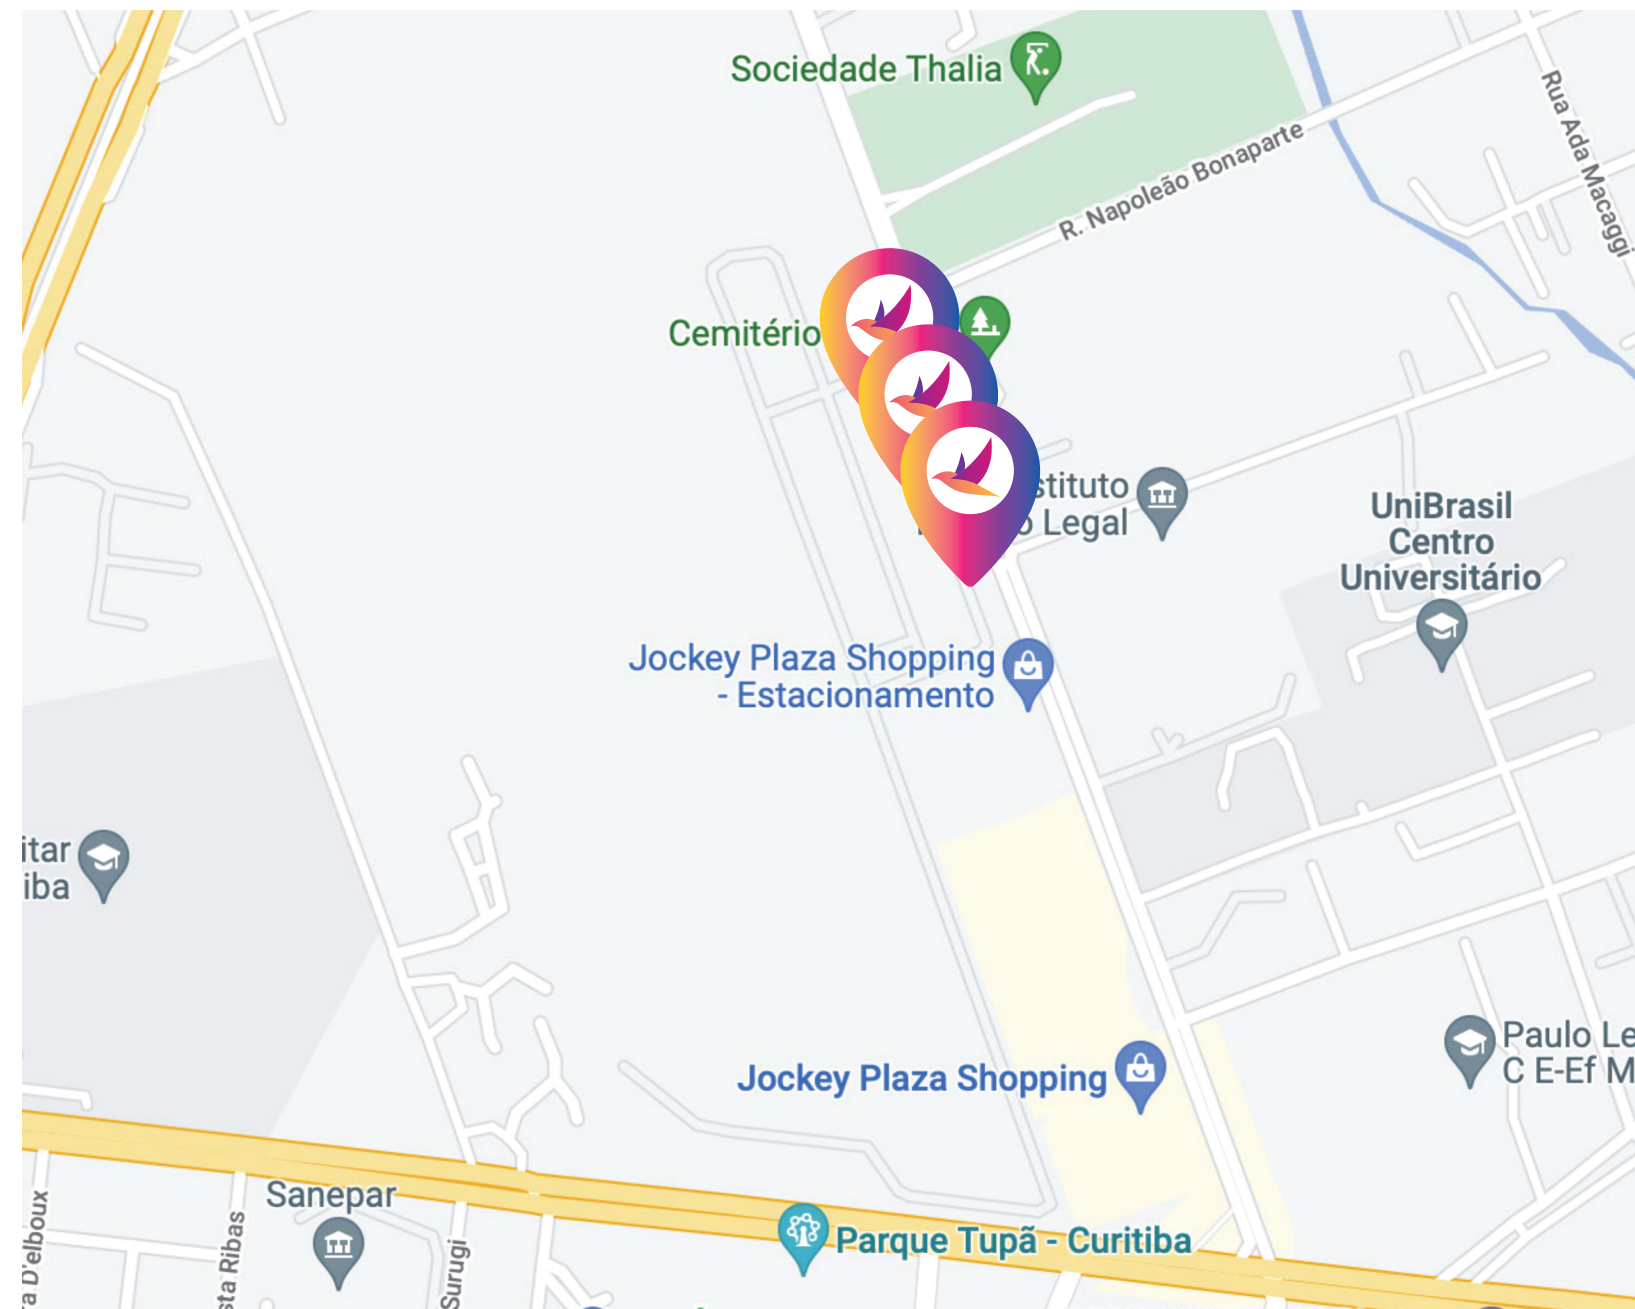 Sociedade Thalia
Rua Ada Macaggi
R. Napoleão Bonaparte
Cemitério
stituto
o Legal
UniBrasil
Centro
Universitário
Jockey Plaza Shopping
- Estacionamento
itar
iba
Paulo Le
C E-Ef M
Jockey Plaza Shopping
Sanepar
Parque Tupã - Curitiba
ra D'elboux
sta Ribas
Surugi